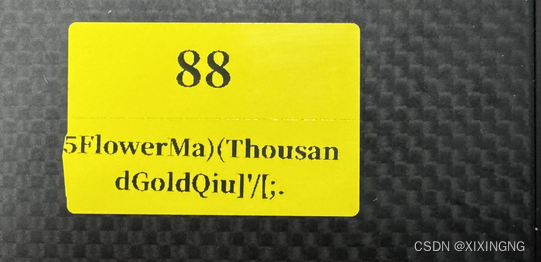 88
5FlowerMa)(Thousan
dGoldQiu]'/[;.
CSDN @XIXINGNG